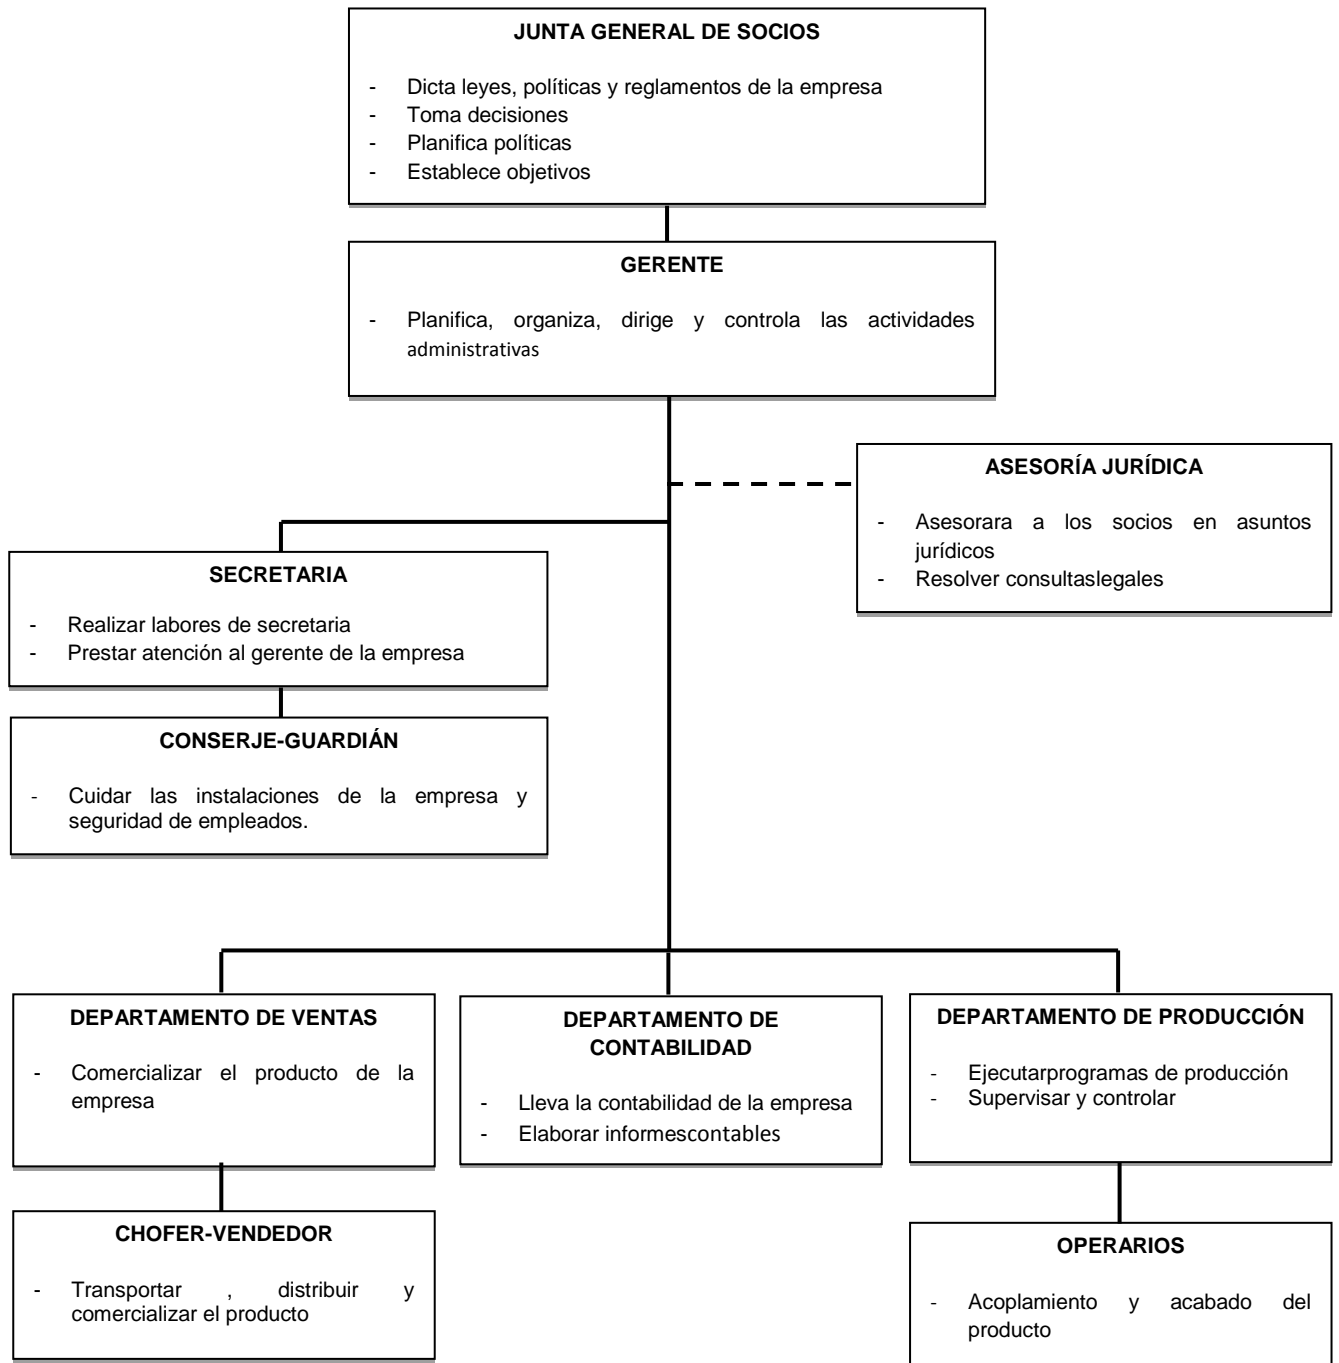 JUNTA GENERAL DE SOCIOS
- Dicta leyes, políticas y reglamentos de la empresa
- Toma decisiones
- Planifica políticas
- Establece objetivos
GERENTE
- Planifica, organiza, dirige y controla las actividades
administrativas
ASESORÍA JURÍDICA
- Asesorara a los socios en asuntos
jurídicos
- Resolver consultaslegales
SECRETARIA
- Realizar labores de secretaria
- Prestar atención al gerente de la empresa
CONSERJE-GUARDIÁN
- Cuidar las instalaciones de la empresa y
seguridad de empleados.
DEPARTAMENTO DE VENTAS
- Comercializar el producto de la
empresa
DEPARTAMENTO DE
CONTABILIDAD
- Lleva la contabilidad de la empresa
- Elaborar informescontables
DEPARTAMENTO DE PRODUCCIÓN
- Ejecutarprogramas de producción
- Supervisar y controlar
CHOFER-VENDEDOR
- Transportar , distribuir y
comercializar el producto
OPERARIOS
- Acoplamiento y acabado del
producto